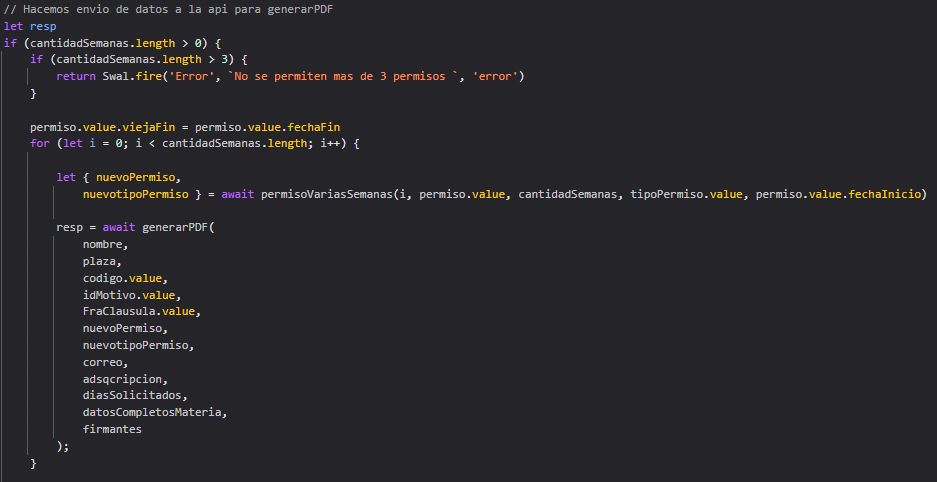 // Hacemos envio de datos a la api para generarPDF
let resp
if (cantidadSemanas.length > 0) {
    if (cantidadSemanas.length > 3) {
        return Swal.fire('Error', `No se permiten mas de 3 permisos `, 'error')
    }
    permiso.value.viejaFin = permiso.value.fechaFin
    for (let i = 0; i < cantidadSemanas.length; i++) {
        let { nuevoPermiso,
            nuevotipoPermiso } = await permisoVariasSemanas(i, permiso.value, cantidadSemanas, tipoPermiso.value, permiso.value.fechaInicio)
        resp = await generarPDF(
            nombre,
            plaza,
            codigo.value,
            idMotivo.value,
            FraClausula.value,
            nuevoPermiso,
            nuevotipoPermiso,
            correo,
            adsqcripcion,
            diasSolicitados,
            datosCompletosMateria,
            firmantes
        );
    }